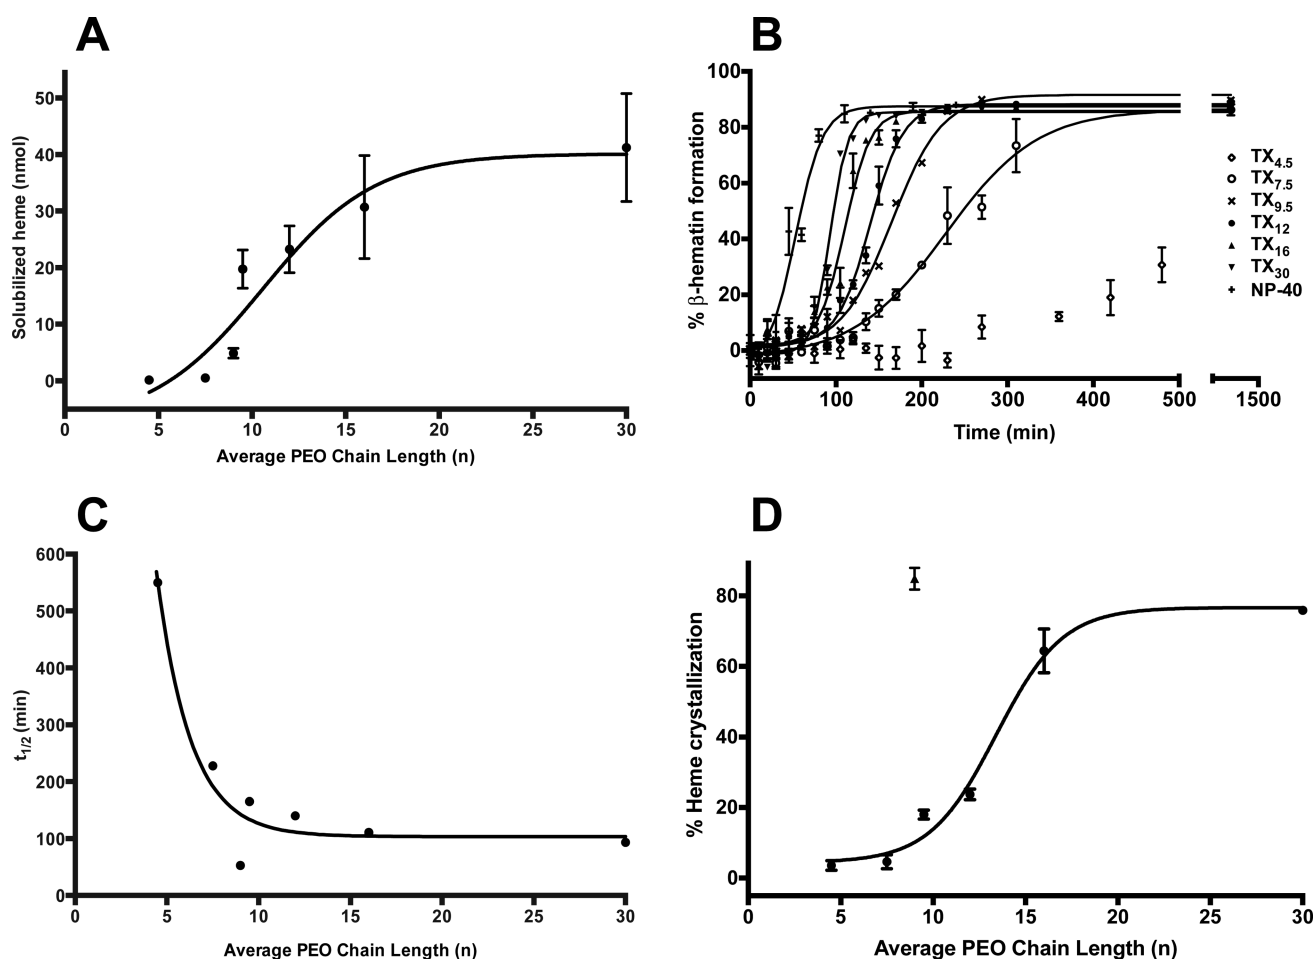 A
Solubilized heme (nmol)
50
40
30
20
10
0
0 5 10 15 20 25 30
Average PEO Chain Length (n)
B
% β-hematin formation
100
80
60
40
20
0
0 100 200 300 400 500 1500
Time (min)
TX4.5
TX7.5
TX9.5
TX12
TX16
TX30
NP-40
C
t1/2 (min)
600
500
400
300
200
100
0
0 5 10 15 20 25 30
Average PEO Chain Length (n)
D
% Heme crystallization
80
60
40
20
0
0 5 10 15 20 25 30
Average PEO Chain Length (n)